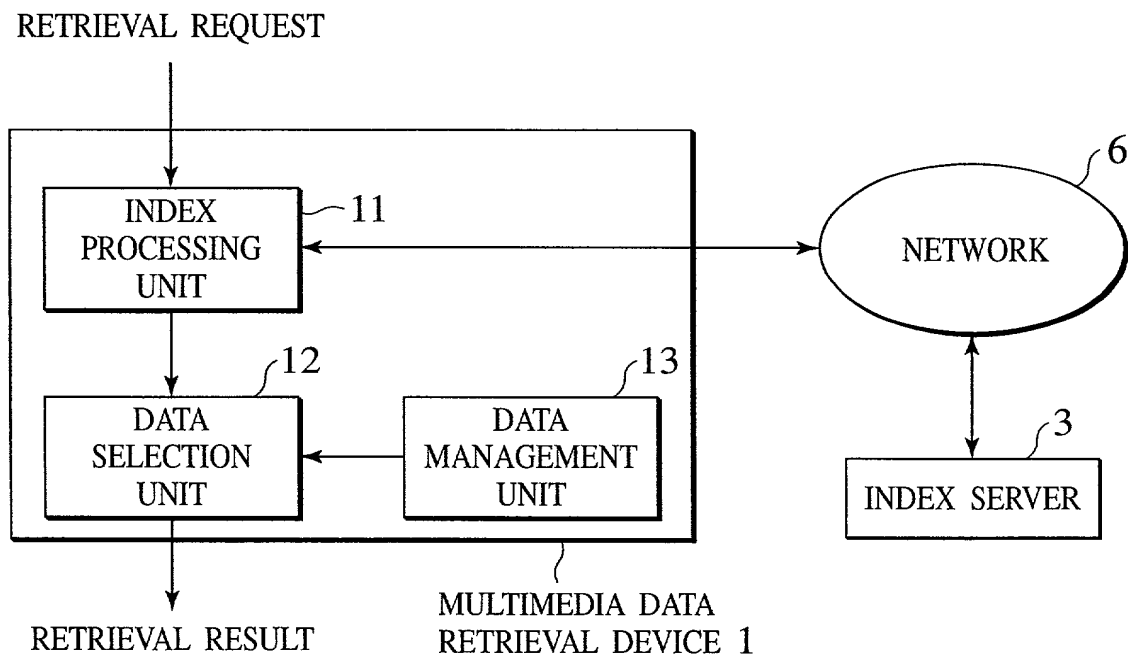 RETRIEVAL REQUEST
6
INDEX
PROCESSING
UNIT
11
NETWORK
12
13
DATA
SELECTION
UNIT
DATA
MANAGEMENT
UNIT
3
INDEX SERVER
RETRIEVAL RESULT
MULTIMEDIA DATA
RETRIEVAL DEVICE 1